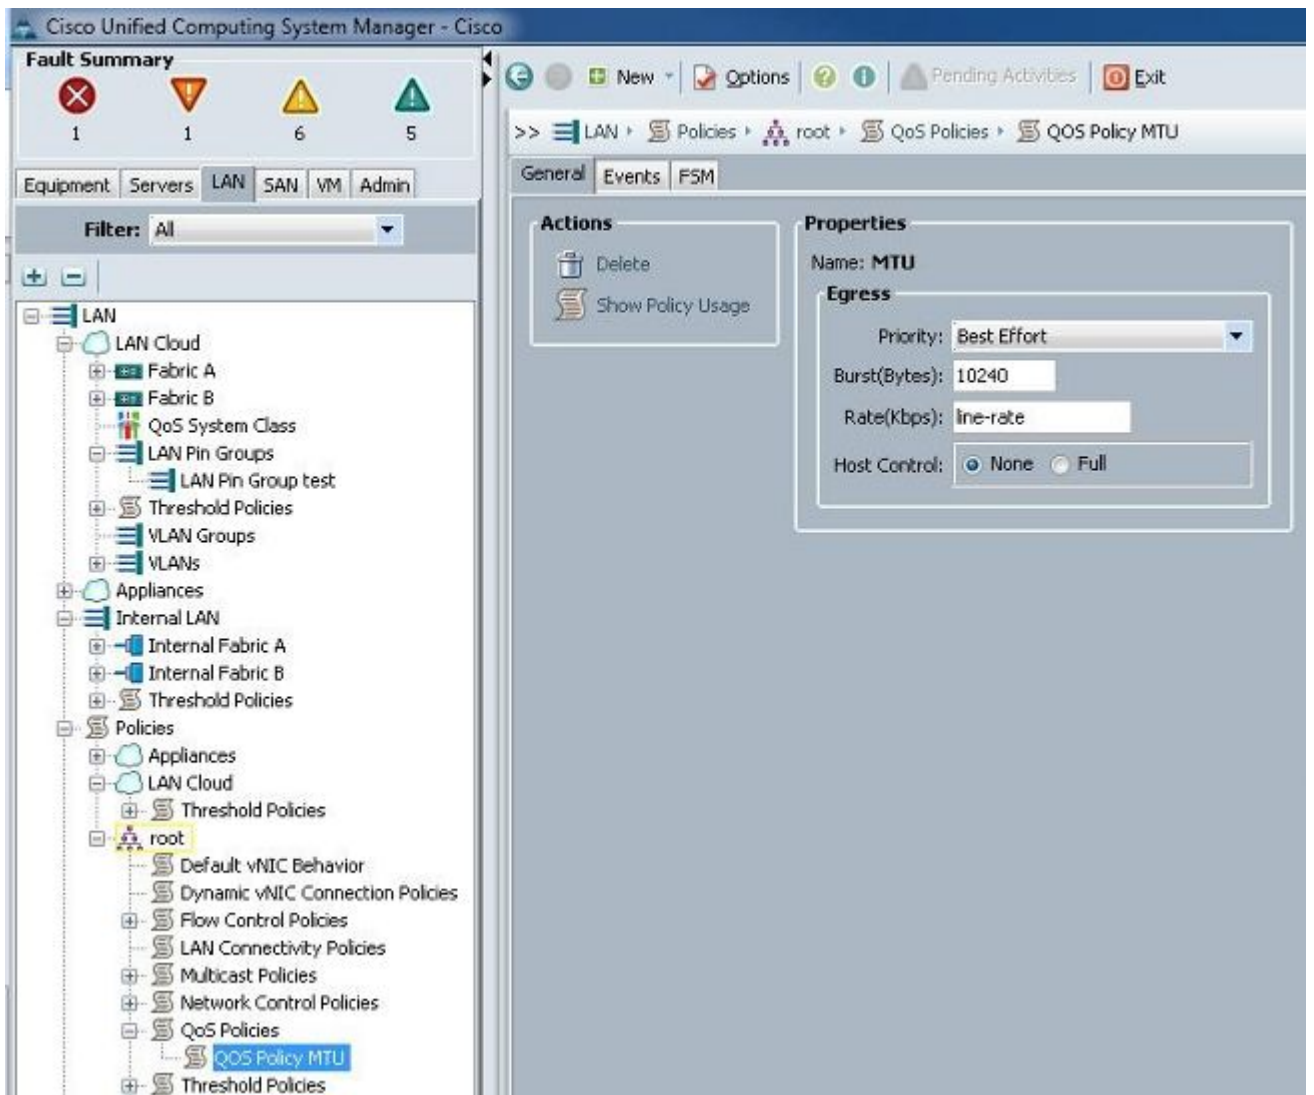 Cisco Unified Computing System Manager - Cisco
Fault Summary
1 1 6 5
Equipment Servers LAN SAN VM Admin
Filter: All
LAN
LAN Cloud
Fabric A
Fabric B
QoS System Class
LAN Pin Groups
LAN Pin Group test
Threshold Policies
VLAN Groups
VLANs
Appliances
Internal LAN
Internal Fabric A
Internal Fabric B
Threshold Policies
Policies
Appliances
LAN Cloud
Threshold Policies
root
Default vNIC Behavior
Dynamic vNIC Connection Policies
Flow Control Policies
LAN Connectivity Policies
Multicast Policies
Network Control Policies
QoS Policies
QOS Policy MTU
Threshold Policies
New Options Pending Activities Exit
>> LAN Policies root QoS Policies QOS Policy MTU
General Events FSM
Actions
Delete
Show Policy Usage
Properties
Name: MTU
Egress
Priority: Best Effort
Burst(Bytes): 10240
Rate(Kbps): line-rate
Host Control: None Full